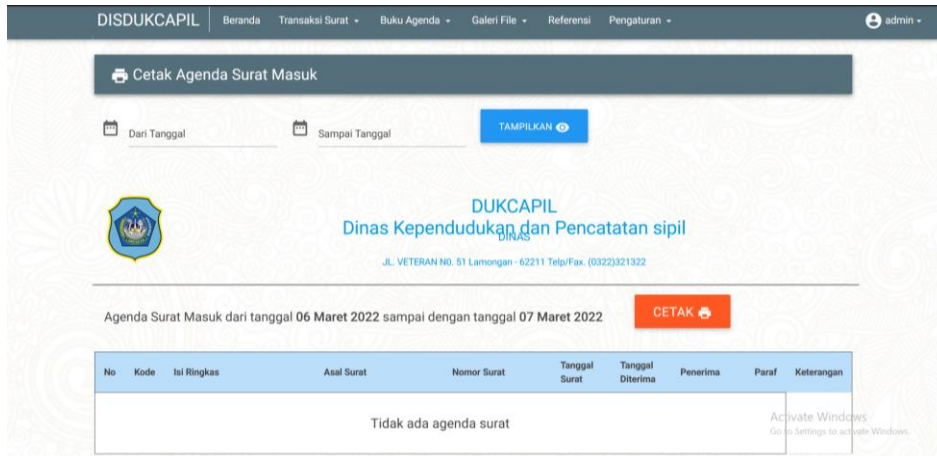 DISDUKCAPIL Beranda Transaksi Surat Buku Agenda Galeri File Referensi Pengaturan admin
Cetak Agenda Surat Masuk
Dari Tanggal Sampai Tanggal TAMPILKAN
DUKCAPIL
Dinas Kependudukan dan Pencatatan sipil
DINAS
JL. VETERAN NO. 51 Lamongan - 62211 Telp/Fax. (0322)321322
Agenda Surat Masuk dari tanggal 06 Maret 2022 sampai dengan tanggal 07 Maret 2022 CETAK
No Kode Isi Ringkas Asal Surat Nomor Surat Tanggal Surat Tanggal Diterima Penerima Paraf Keterangan
Tidak ada agenda surat
Activate Windows
Go to Settings to activate Windows.